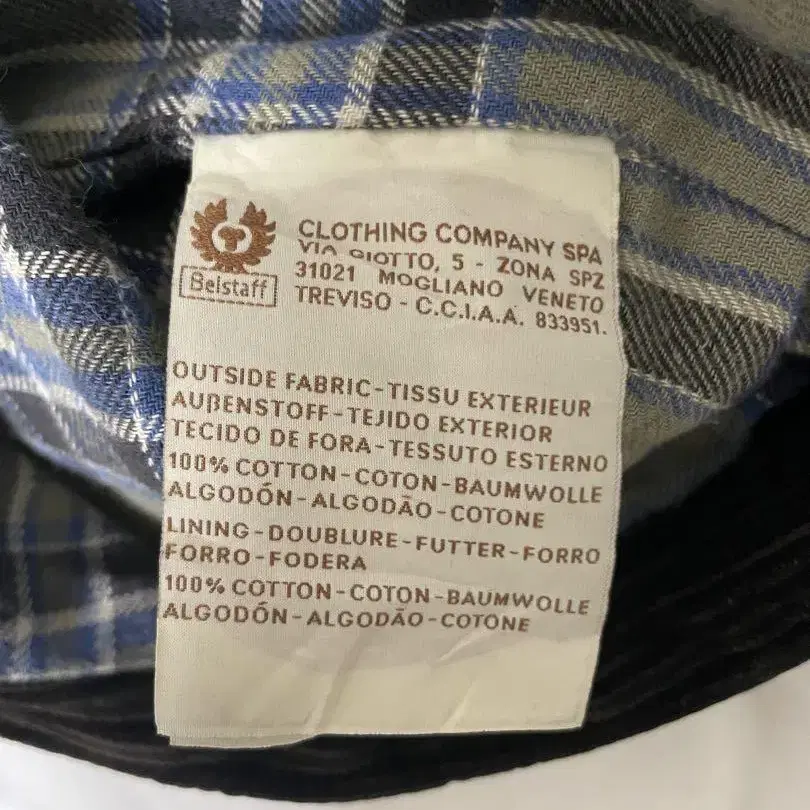 Belstaff
CLOTHING COMPANY SPA
VIA GIOTTO, 5 - ZONA SPZ
31021 MOGLIANO VENETO
TREVISO - C.C.I.A.A. 833951.
OUTSIDE FABRIC-TISSU EXTERIEUR
AUßENSTOFF-TEJIDO EXTERIOR
TECIDO DE FORA-TESSUTO ESTERNO
100% COTTON-COTON-BAUMWOLLE
ALGODÓN-ALGODÃO-COTONE
LINING-DOUBLURE-FUTTER-FORRO
FORRO-FODERA
100% COTTON-COTON-BAUMWOLLE
ALGODÓN-ALGODÃO-COTONE